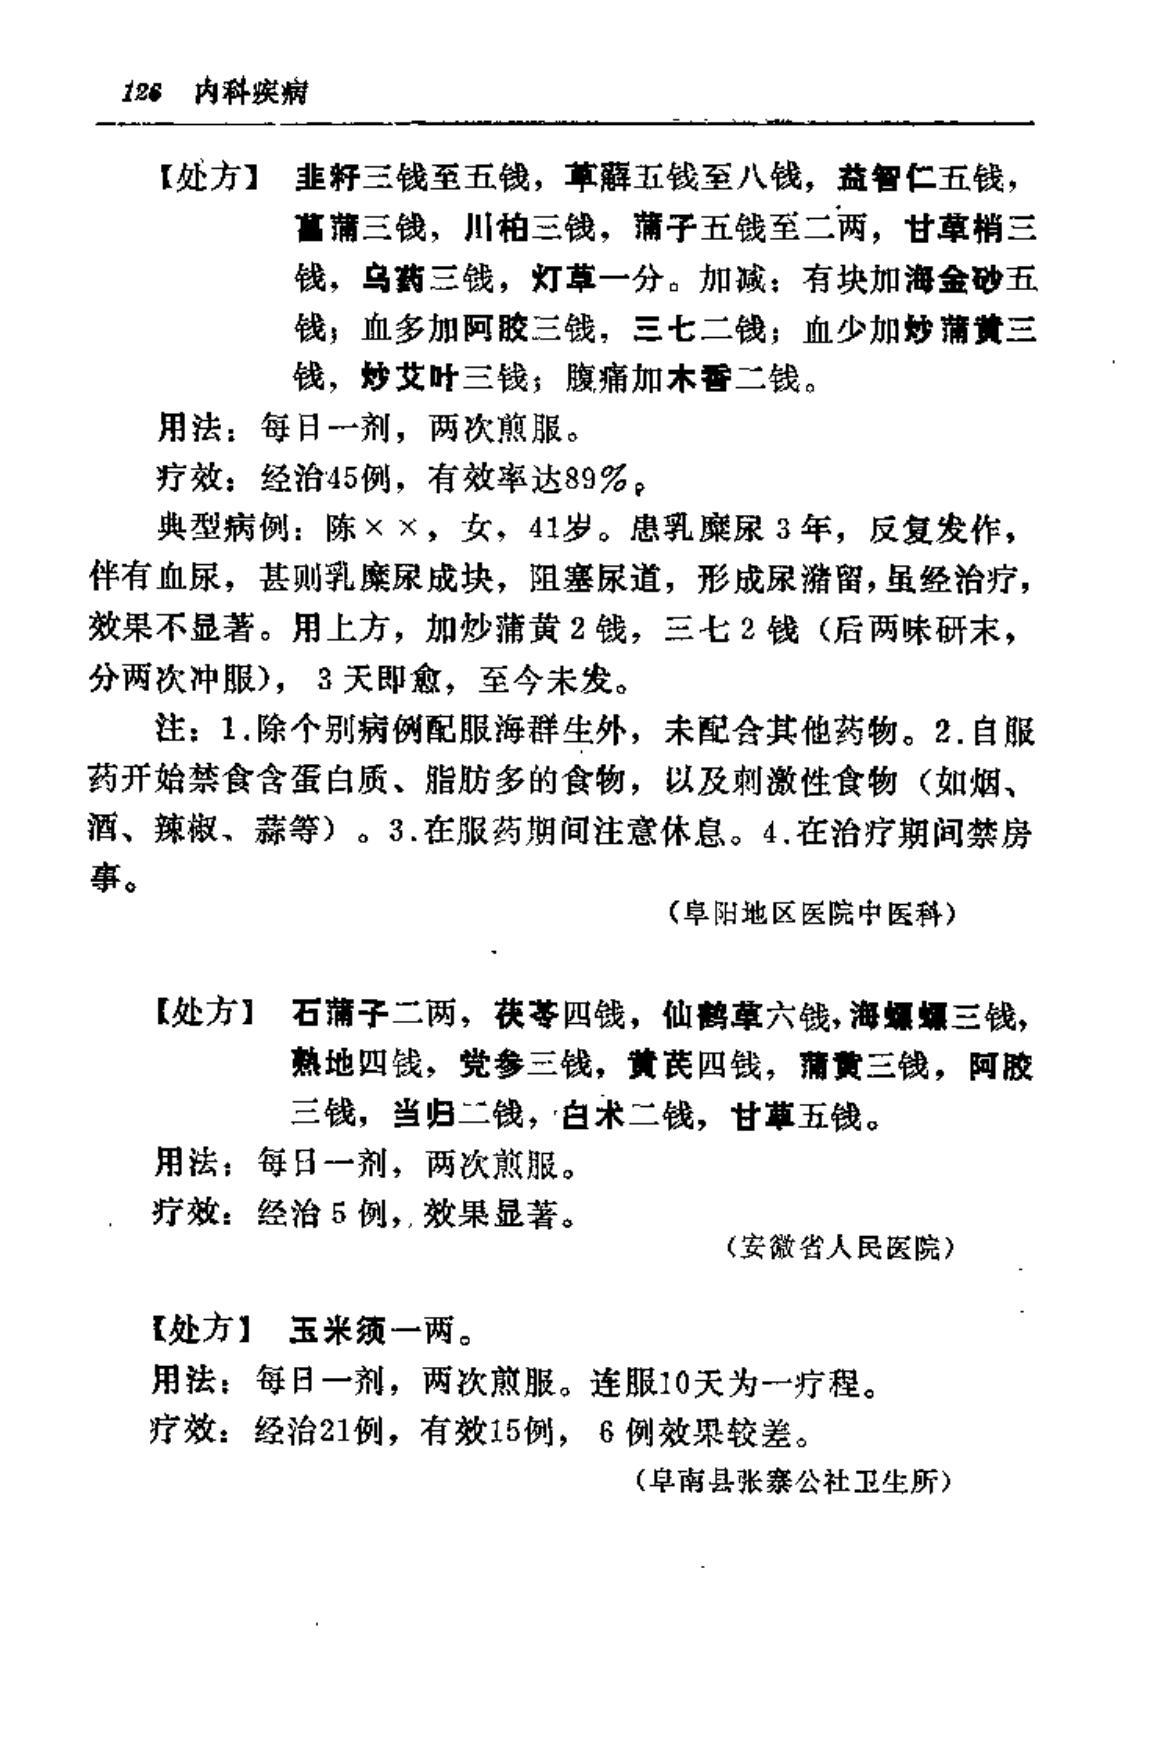 126 内科疾病
【处方】 韭籽三钱至五钱，草薢五钱至八钱，益智仁五钱，
菖蒲三钱，川柏三钱，蒲子五钱至二两，甘草梢三
钱，乌药三钱，灯草一分。加减：有块加海金砂五
钱；血多加阿胶三钱，三七二钱；血少加炒蒲黄三
钱，炒艾叶三钱；腹痛加木香二钱。
用法：每日一剂，两次煎服。
疗效：经治45例，有效率达89%。
典型病例：陈××，女，41岁。患乳糜尿3年，反复发作，
伴有血尿，甚则乳糜尿成块，阻塞尿道，形成尿潴留，虽经治疗，
效果不显著。用上方，加炒蒲黄2钱，三七2钱（后两味研末，
分两次冲服），3天即愈，至今未发。
注：1.除个别病例配服海群生外，未配合其他药物。2.自服
药开始禁食含蛋白质、脂肪多的食物，以及刺激性食物（如烟、
酒、辣椒、蒜等）。3.在服药期间注意休息。4.在治疗期间禁房
事。
（阜阳地区医院中医科）
【处方】 石蒲子二两，茯苓四钱，仙鹤草六钱，海螵螵三钱，
熟地四钱，党参三钱，黄芪四钱，蒲黄三钱，阿胶
三钱，当归二钱，白术二钱，甘草五钱。
用法：每日一剂，两次煎服。
疗效：经治5例，效果显著。
（安徽省人民医院）
【处方】 玉米须一两。
用法：每日一剂，两次煎服。连服10天为一疗程。
疗效：经治21例，有效15例，6例效果较差。
（阜南县张寨公社卫生所）